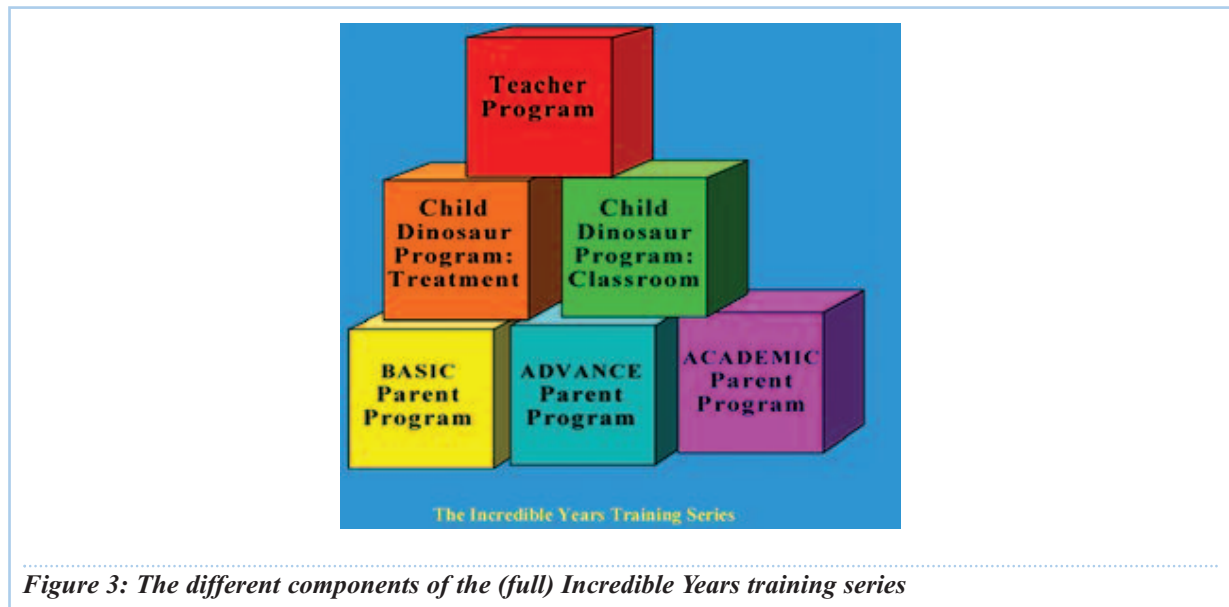 Teacher
Program
Child
Dinosaur
Program:
Treatment
Child
Dinosaur
Program:
Classroom
BASIC
Parent
Program
ADVANCE
Parent
Program
ACADEMIC
Parent
Program
The Incredible Years Training Series
Figure 3: The different components of the (full) Incredible Years training series